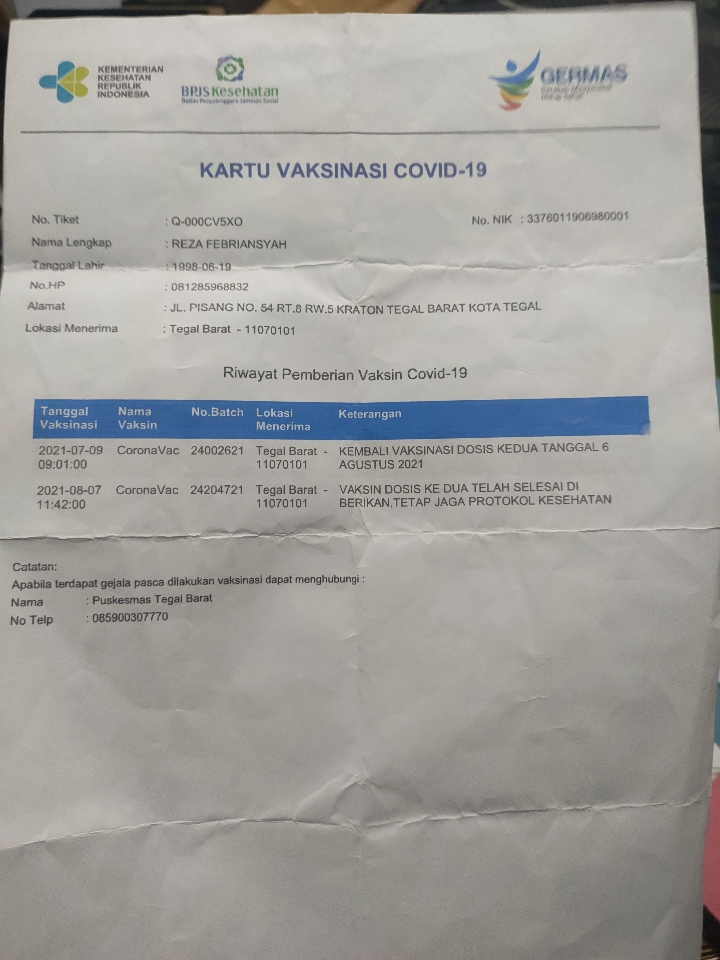 KEMENTERIAN
KESEHATAN
REPUBLIK
INDONESIA
BPJS Kesehatan
Badan Penyelenggara Jaminan Sosial
GERMAS
KARTU VAKSINASI COVID-19
No. Tiket : Q-000CV5XO No. NIK : 3376011906980001
Nama Lengkap : REZA FEBRIANSYAH
Tanggal Lahir : 1998-06-19
No.HP : 081285968832
Alamat : JL. PISANG NO. 54 RT.8 RW.5 KRATON TEGAL BARAT KOTA TEGAL
Lokasi Menerima : Tegal Barat - 11070101
Riwayat Pemberian Vaksin Covid-19
Tanggal Nama No.Batch Lokasi Keterangan
Vaksinasi Vaksin Menerima
2021-07-09 CoronaVac 24002621 Tegal Barat - KEMBALI VAKSINASI DOSIS KEDUA TANGGAL 6
09:01:00 11070101 AGUSTUS 2021
2021-08-07 CoronaVac 24204721 Tegal Barat - VAKSIN DOSIS KE DUA TELAH SELESAI DI
11:42:00 11070101 BERIKAN,TETAP JAGA PROTOKOL KESEHATAN
Catatan:
Apabila terdapat gejala pasca dilakukan vaksinasi dapat menghubungi :
Nama : Puskesmas Tegal Barat
No Telp : 085900307770